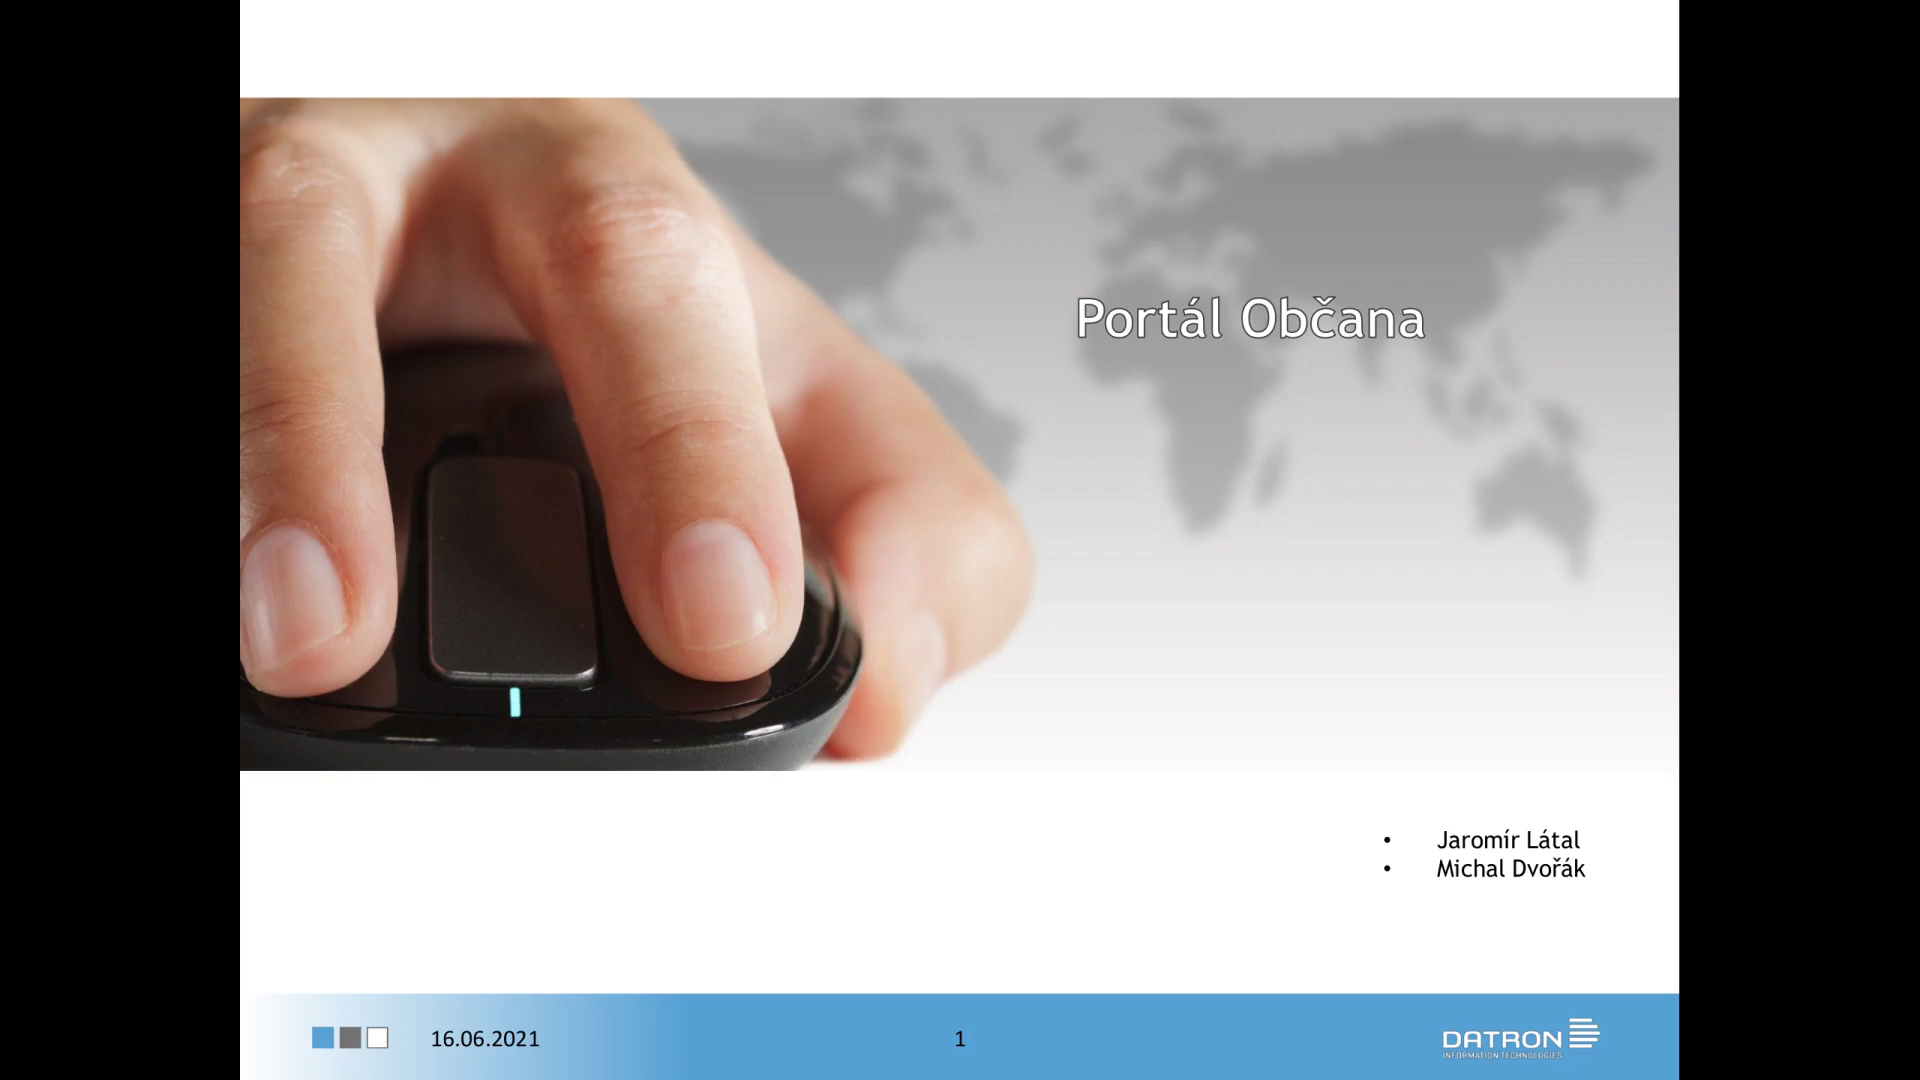 Portál Občana
• Jaromír Látal
• Michal Dvořák
16.06.2021
1
DATRON
INFORMATION TECHNOLOGIES